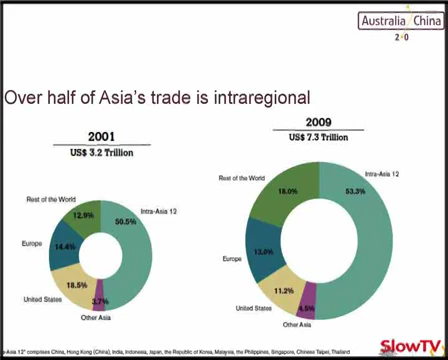 Australia China
2 0
Over half of Asia's trade is intraregional
2001
US$ 3.2 Trillion
Rest of the World
12.9%
Intra-Asia 12
50.5%
Europe
14.4%
18.5%
United States
3.7%
Other Asia
2009
US$ 7.3 Trillion
Rest of the World
18.0%
Intra-Asia 12
53.3%
Europe
13.0%
11.2%
United States
4.5%
Other Asia
Asia 12" comprises China, Hong Kong (China), India, Indonesia, Japan, the Republic of Korea, Malaysia, the Philippines, Singapore, Chinese Taipei, Thailand
SlowTV